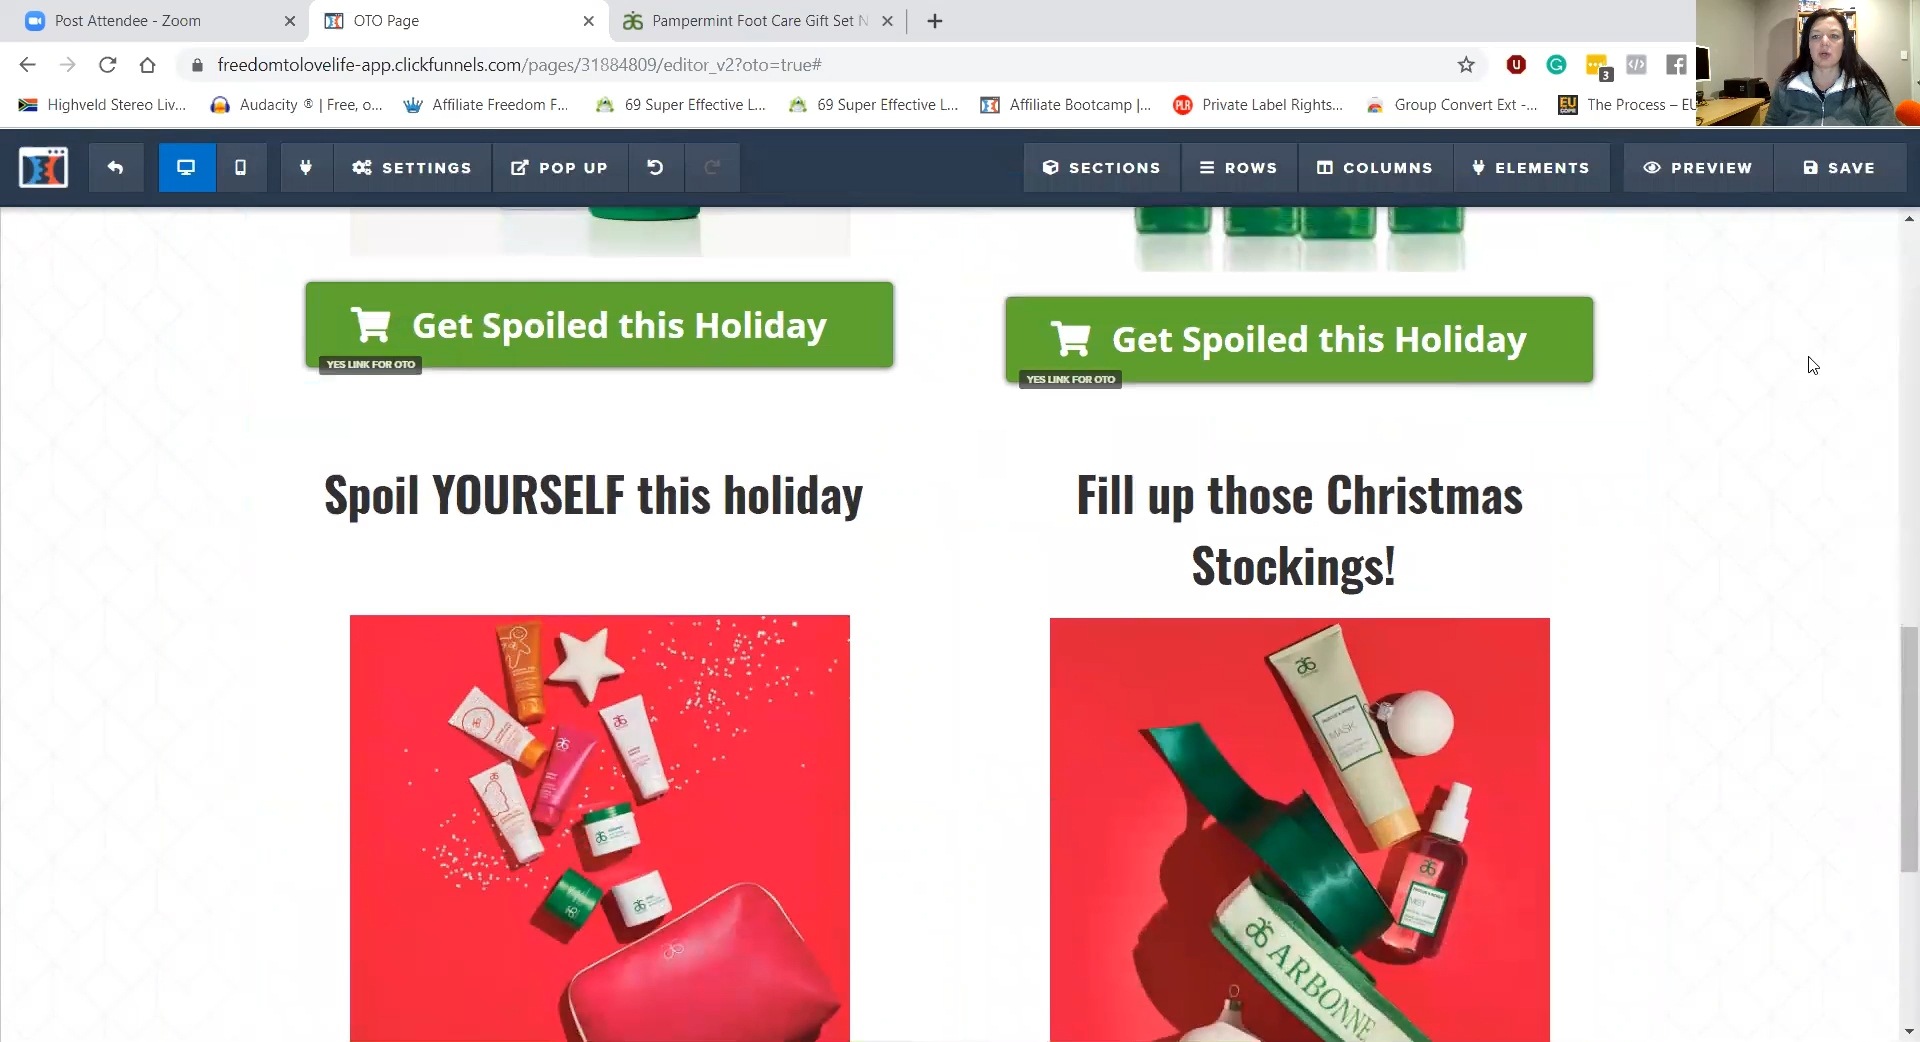 Post Attendee - Zoom
OTO Page
Pampermint Foot Care Gift Set N
freedomtolovelife-app.clickfunnels.com/pages/31884809/editor_v2?oto=true#
3
Highveld Stereo Liv...
Audacity ® | Free, o...
Affiliate Freedom F...
69 Super Effective L...
69 Super Effective L...
Affiliate Bootcamp |...
PLR
Private Label Rights...
Group Convert Ext -...
EU
The Process – EU
SETTINGS
POP UP
SECTIONS
ROWS
COLUMNS
ELEMENTS
PREVIEW
SAVE
Get Spoiled this Holiday
YES LINK FOR OTO
Get Spoiled this Holiday
YES LINK FOR OTO
Spoil YOURSELF this holiday
Fill up those Christmas
Stockings!
MASK
ARBONNE